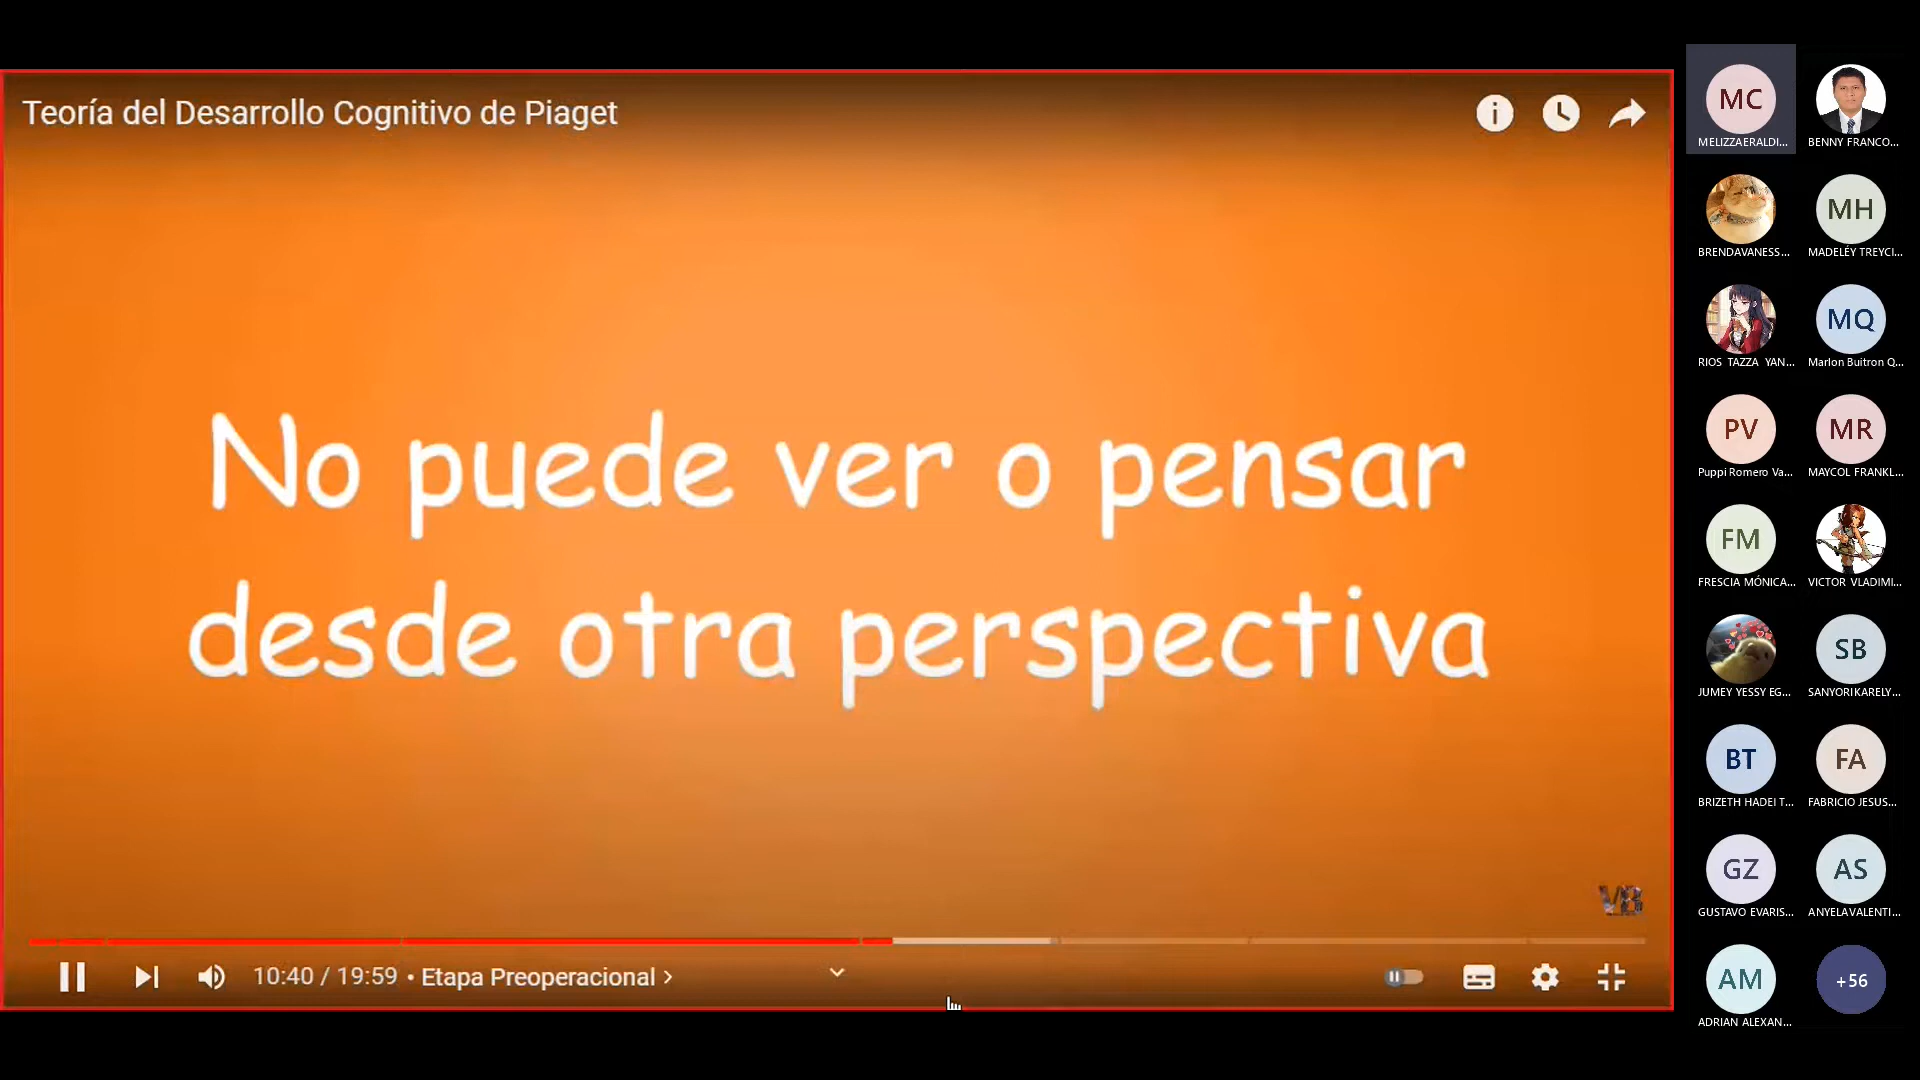 Teoría del Desarrollo Cognitivo de Piaget
No puede ver o pensar
desde otra perspectiva
10:40 / 19:59 • Etapa Preoperacional >
VB
MC
MELIZZAERALDI...
BENNY FRANCO...
BRENDAVANESS...
MH
MADELÉY TREYCI...
RIOS TAZZA YAN...
MQ
Marlon Buitron Q...
PV
Puppi Romero Va...
MR
MAYCOL FRANKL...
FM
FRESCIA MÓNICA...
VICTOR VLADIMI...
JUMEY YESSY EG...
SB
SANYORIKARELY...
BT
BRIZETH HADEI T...
FA
FABRICIO JESUS...
GZ
GUSTAVO EVARIS...
AS
ANYELAVALENTI...
AM
ADRIAN ALEXAN...
+56